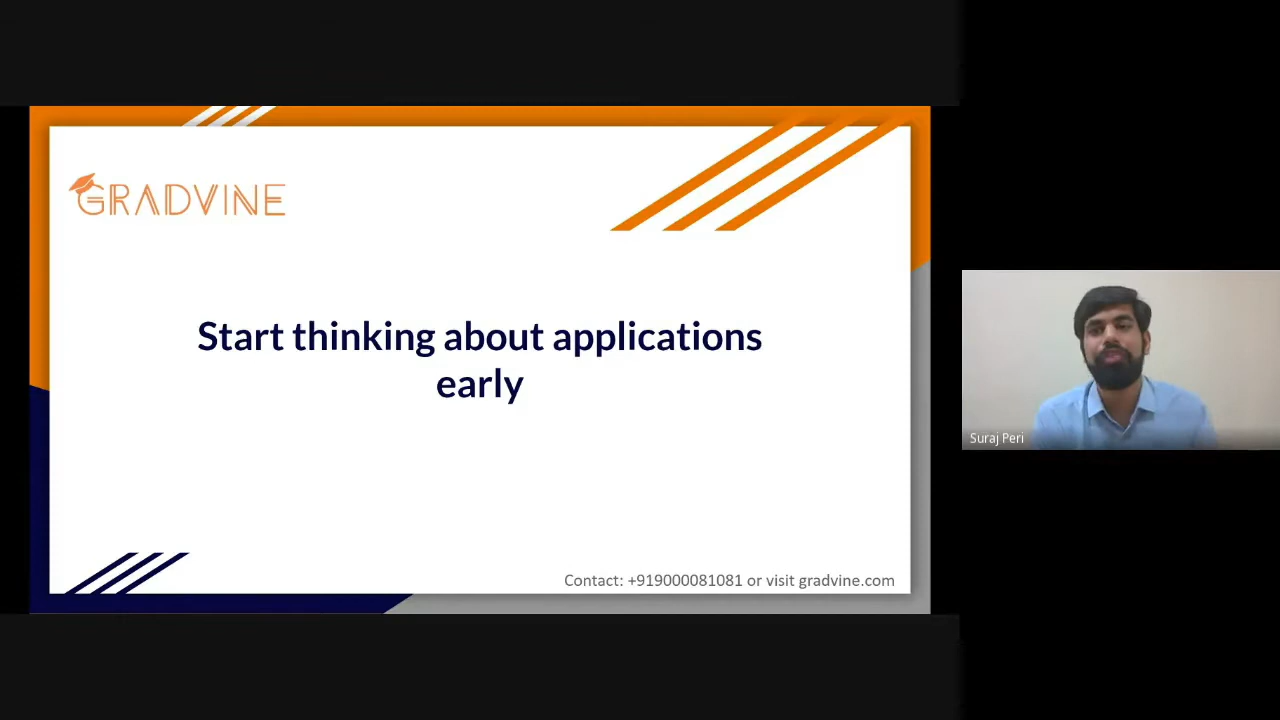 GRADVINE
Start thinking about applications
early
Suraj Peri
Contact: +919000081081 or visit gradvine.com